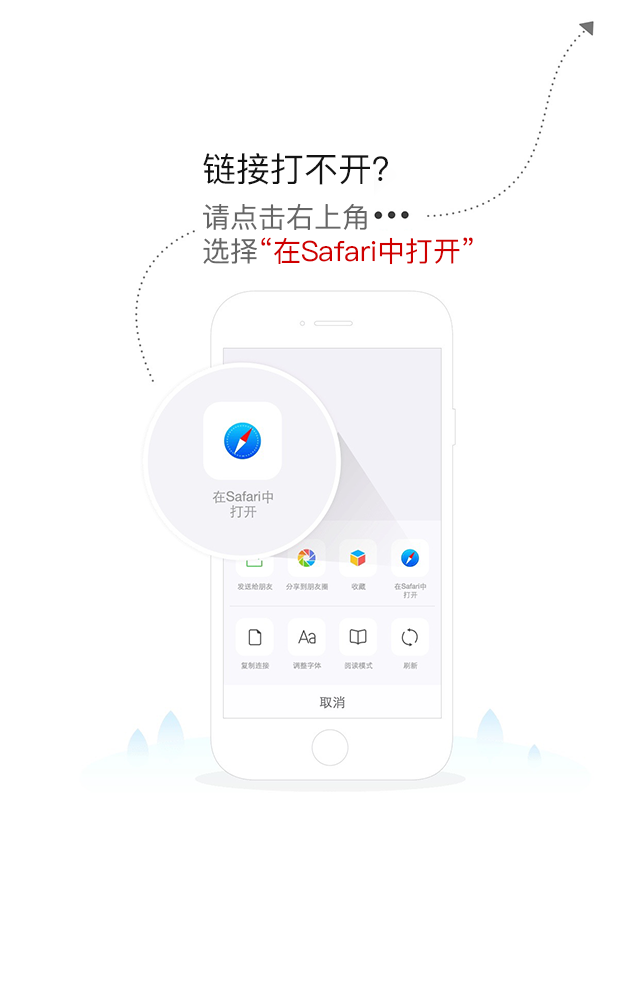 链接打不开?
请点击右上角•••
选择“在Safari中打开”
在Safari中
打开
发送给朋友 分享到朋友圈 收藏 在Safari中
打开
Aa
复制连接 调整字体 阅读模式 刷新
取消